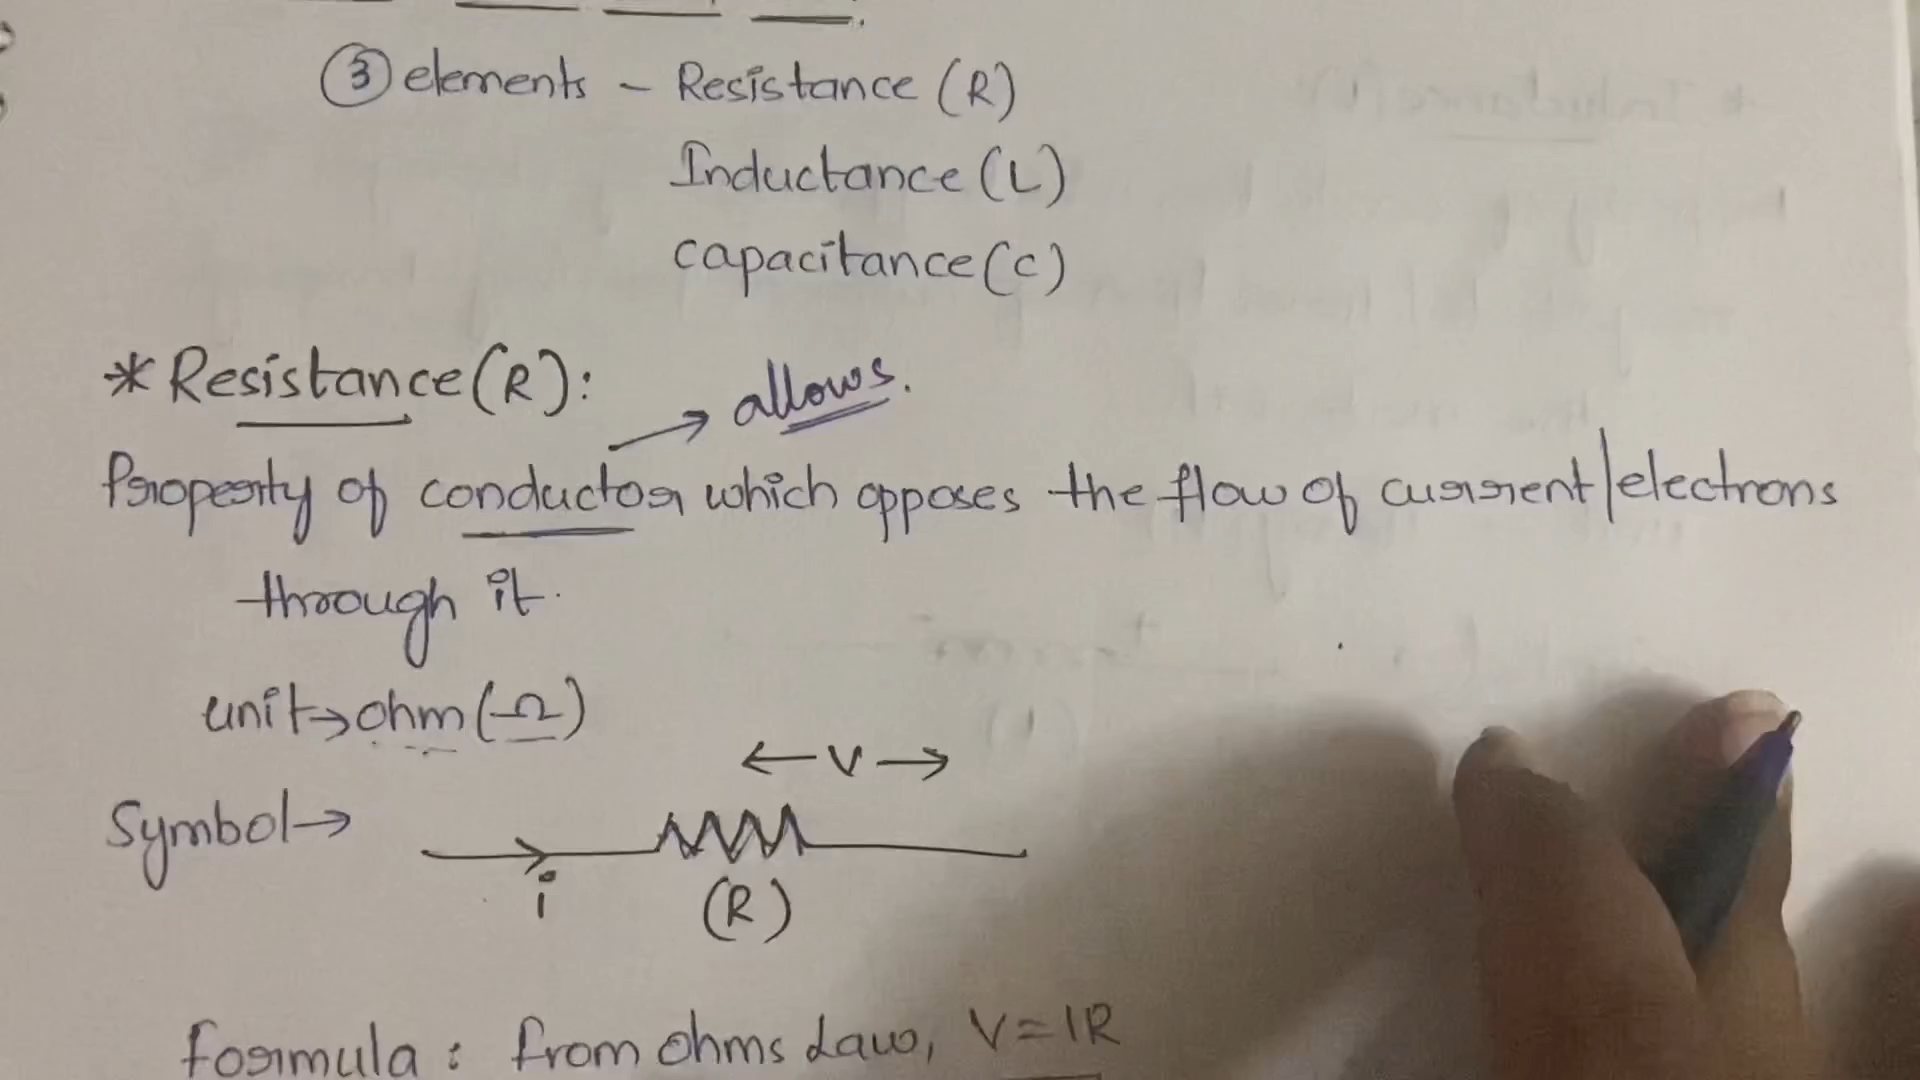 ③ elements - Resistance (R)
Inductance (L)
capacitance (c)
* Resistance (R):
→ allows.
Property of conductor which opposes the flow of current/electrons
through it.
unit → ohm (Ω)
← V →
Symbol →
i
(R)
Formula : from ohms Law, V = IR